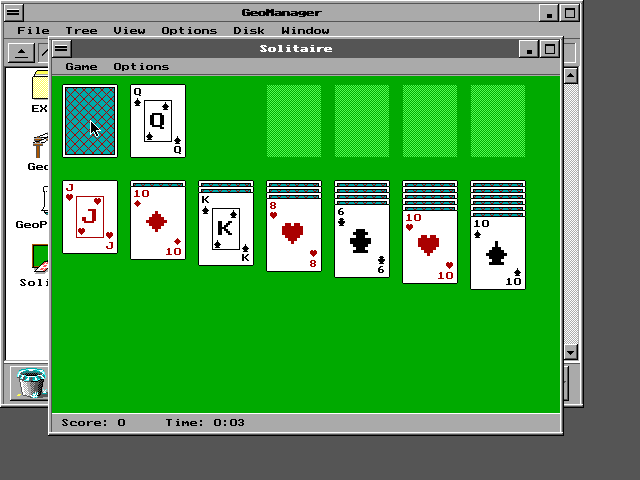 GeoManager
File Tree View Options Disk Window
Solitaire
Game Options
EX
Geo
GeoP
Soli
Q
Q
Q
J
J
J
10
10
K
K
K
8
8
6
6
10
10
10
10
Score: 0 Time: 0:03